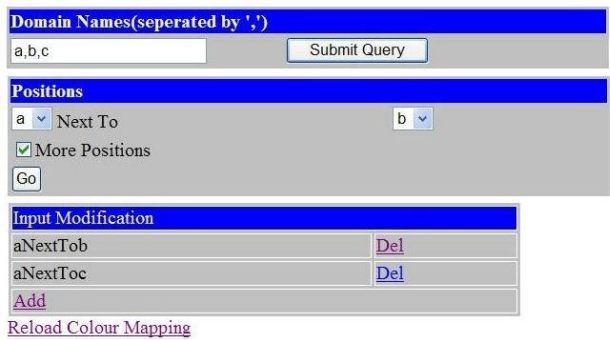 Domain Names(seperated by ',')
a,b,c Submit Query
Positions
a Next To b
More Positions
Go
Input Modification
aNextTob Del
aNextToc Del
Add
Reload Colour Mapping